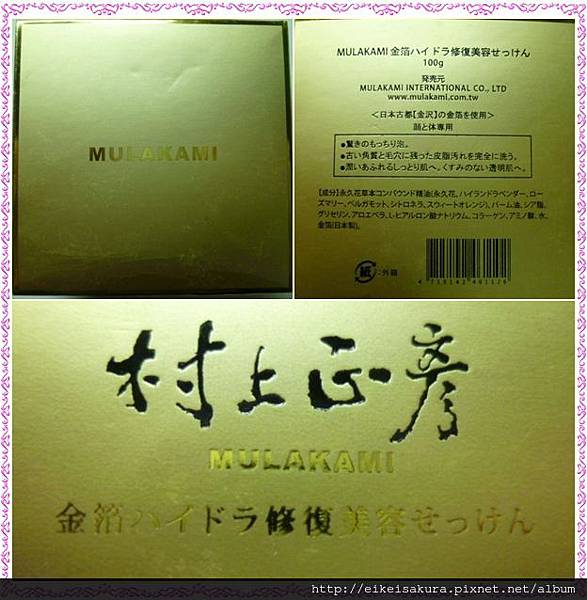 MULAKAMI
MULAKAMI 金箔ハイドラ修復美容せっけん
100g
発売元
MULAKAMI INTERNATIONAL CO., LTD
www.mulakami.com.tw
＜日本古都【金沢】の金箔を使用＞
顔と体専用
●驚きのもっちり泡。
●古い角質と毛穴に残った皮脂汚れを完全に洗う。
●潤いあふれるしっとり肌へ。くすみのない透明肌へ。
【成分】永久花草本コンパウンド精油(永久花、ハイランドラベンダー、ロー
ズマリー、ベルガモット、シトロネラ、スウィートオレンジ)、パーム油、シア脂、
グリセリン、アロエベラ、L-ヒアルロン酸ナトリウム、コラーゲン、アミノ酸、水、
金箔(日本製)。
紙：外箱
村上正彦
MULAKAMI
金箔ハイドラ修復美容せっけん
http://eikeisakura.pixnet.net/album